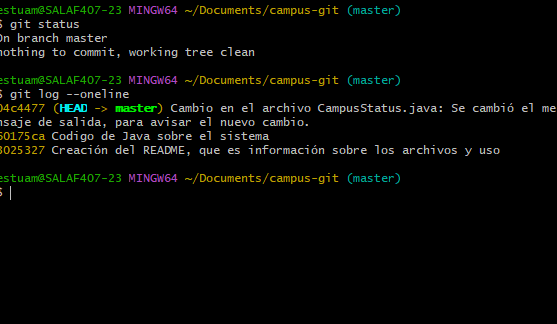 estuam@SALAF407-23 MINGW64 ~/Documents/campus-git (master)
$ git status
On branch master
nothing to commit, working tree clean
estuam@SALAF407-23 MINGW64 ~/Documents/campus-git (master)
$ git log --oneline
04c4477 (HEAD -> master) Cambio en el archivo CampusStatus.java: Se cambió el me
nsaje de salida, para avisar el nuevo cambio.
60175ca Codigo de Java sobre el sistema
3025327 Creación del README, que es información sobre los archivos y uso
estuam@SALAF407-23 MINGW64 ~/Documents/campus-git (master)
$